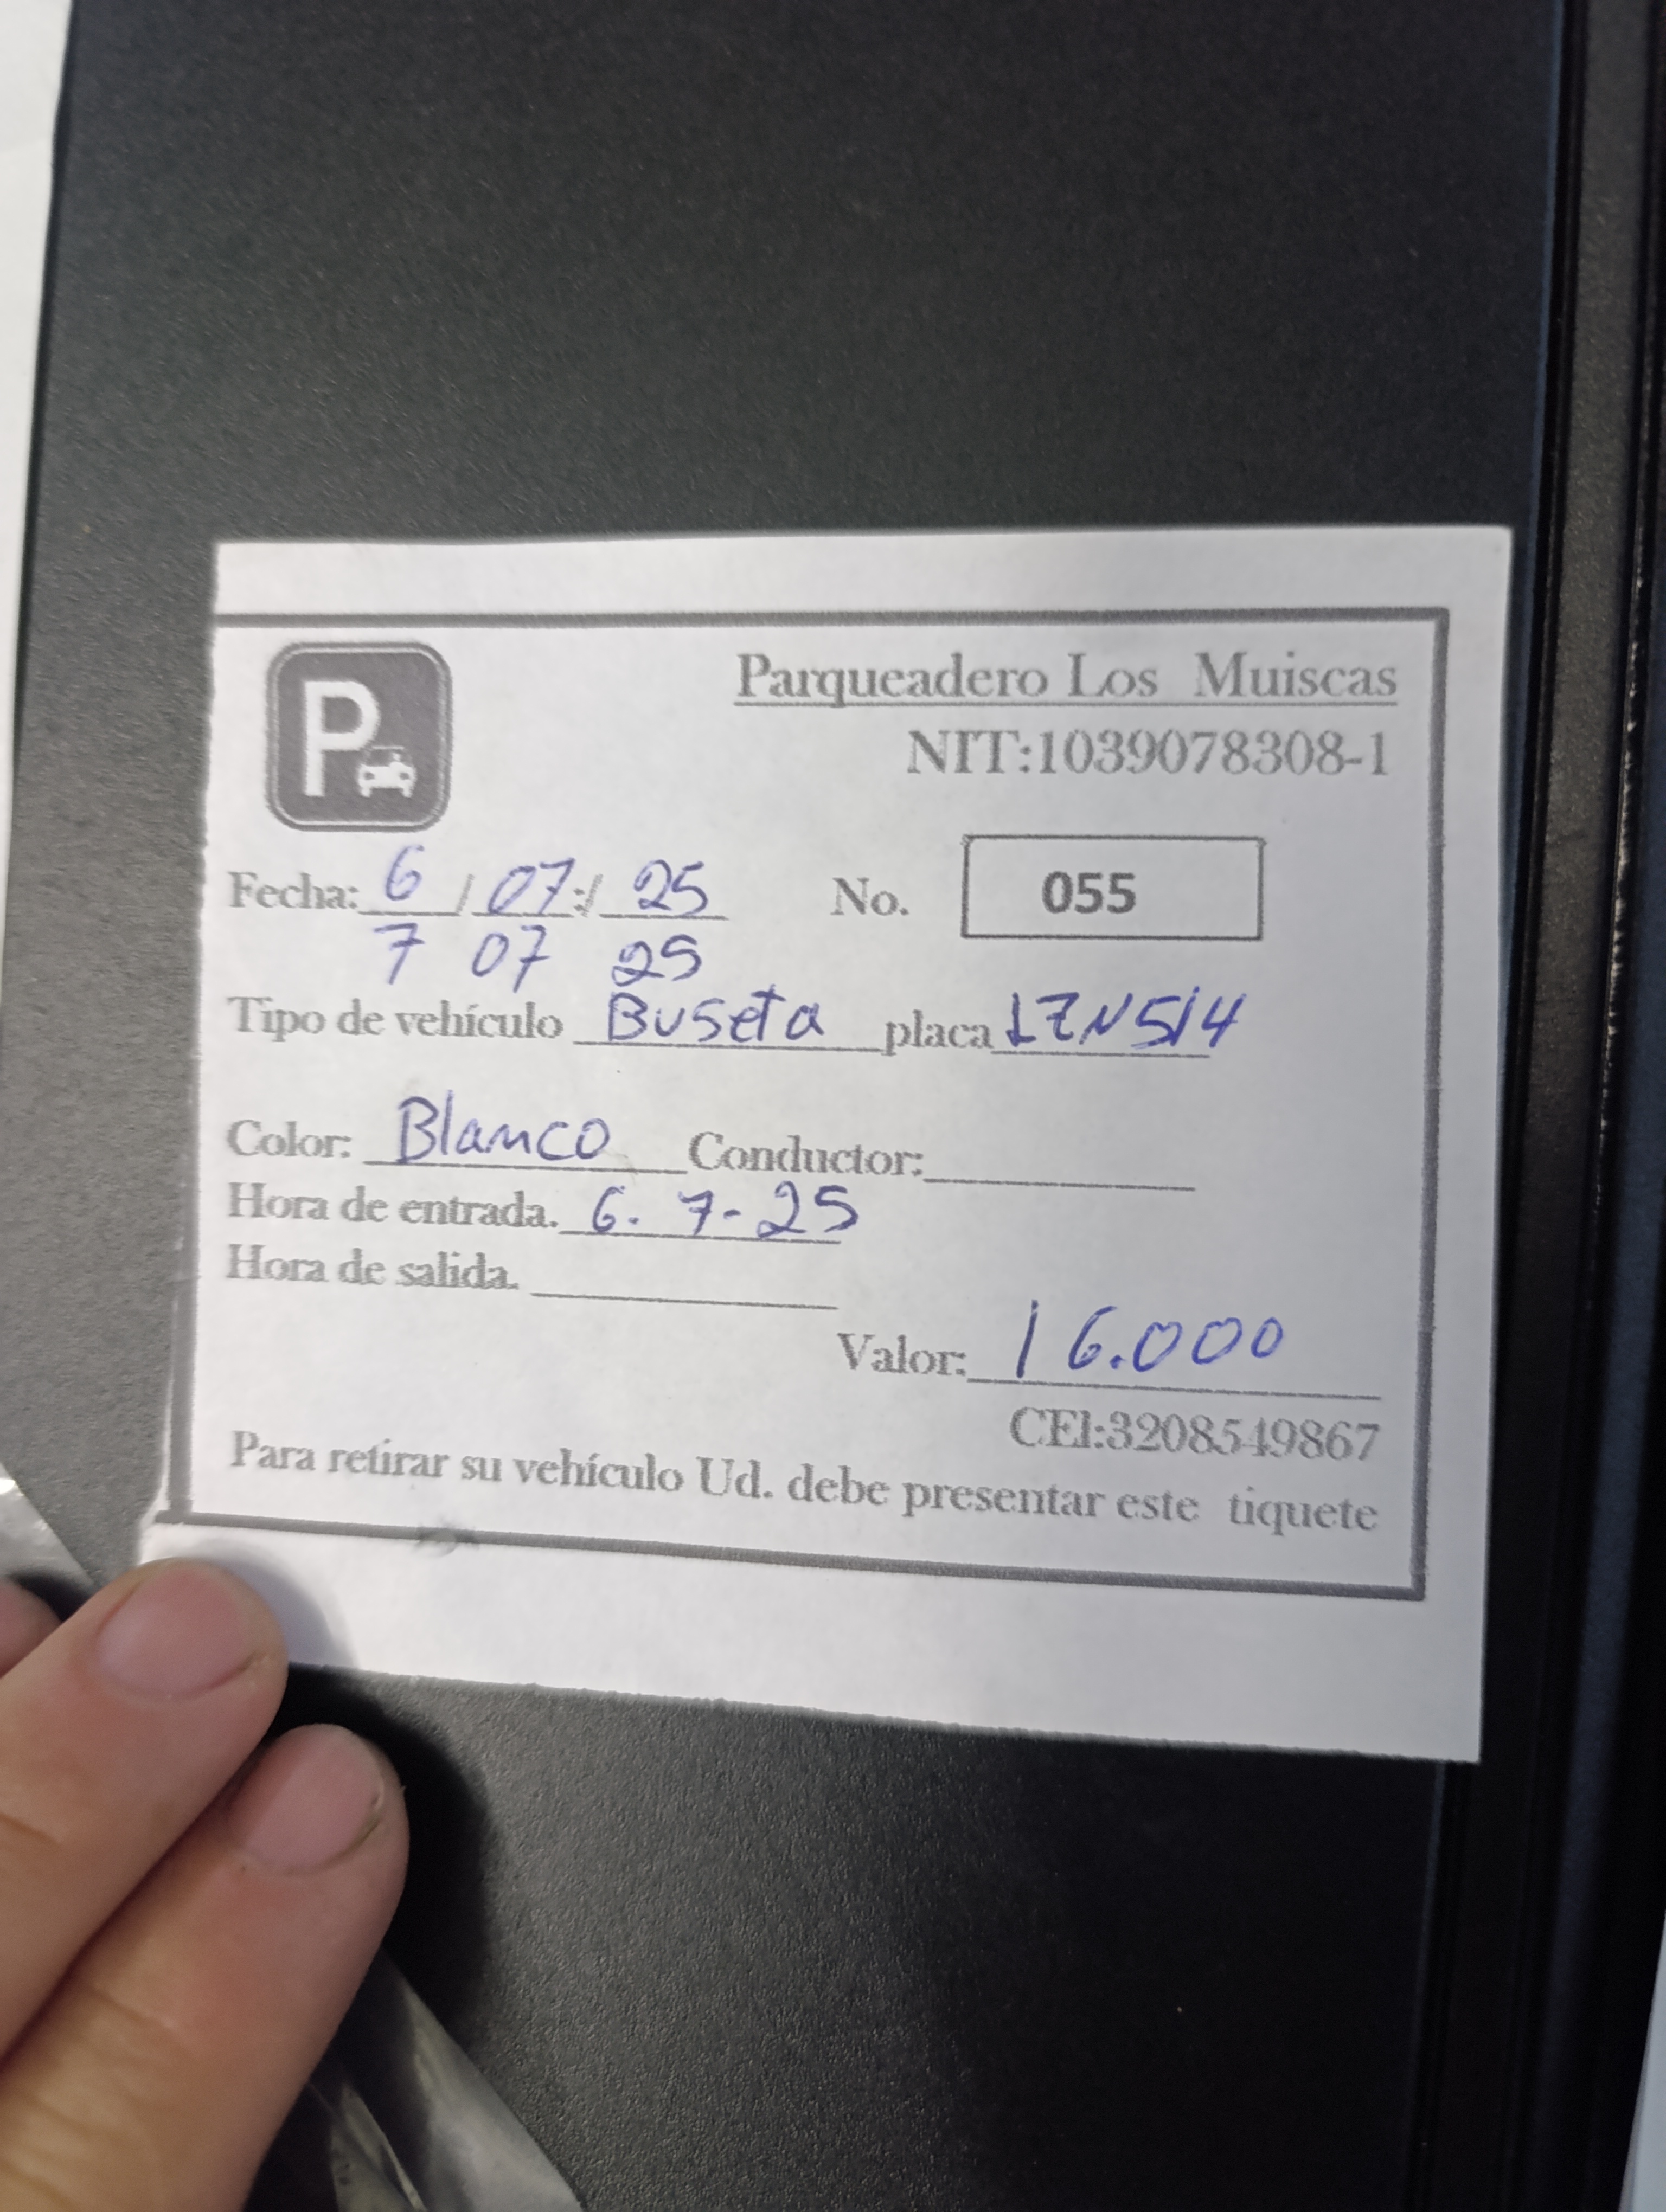 P
Parqueadero Los Muiscas
NIT:1039078308-1
Fecha: 6 / 07:/ 25 No. 055
7 07 25
Tipo de vehículo Buseta placa LZN514
Color: Blanco Conductor:
Hora de entrada. 6. 7-25
Hora de salida.
Valor: 16.000
CEl:3208549867
Para retirar su vehículo Ud. debe presentar este tiquete